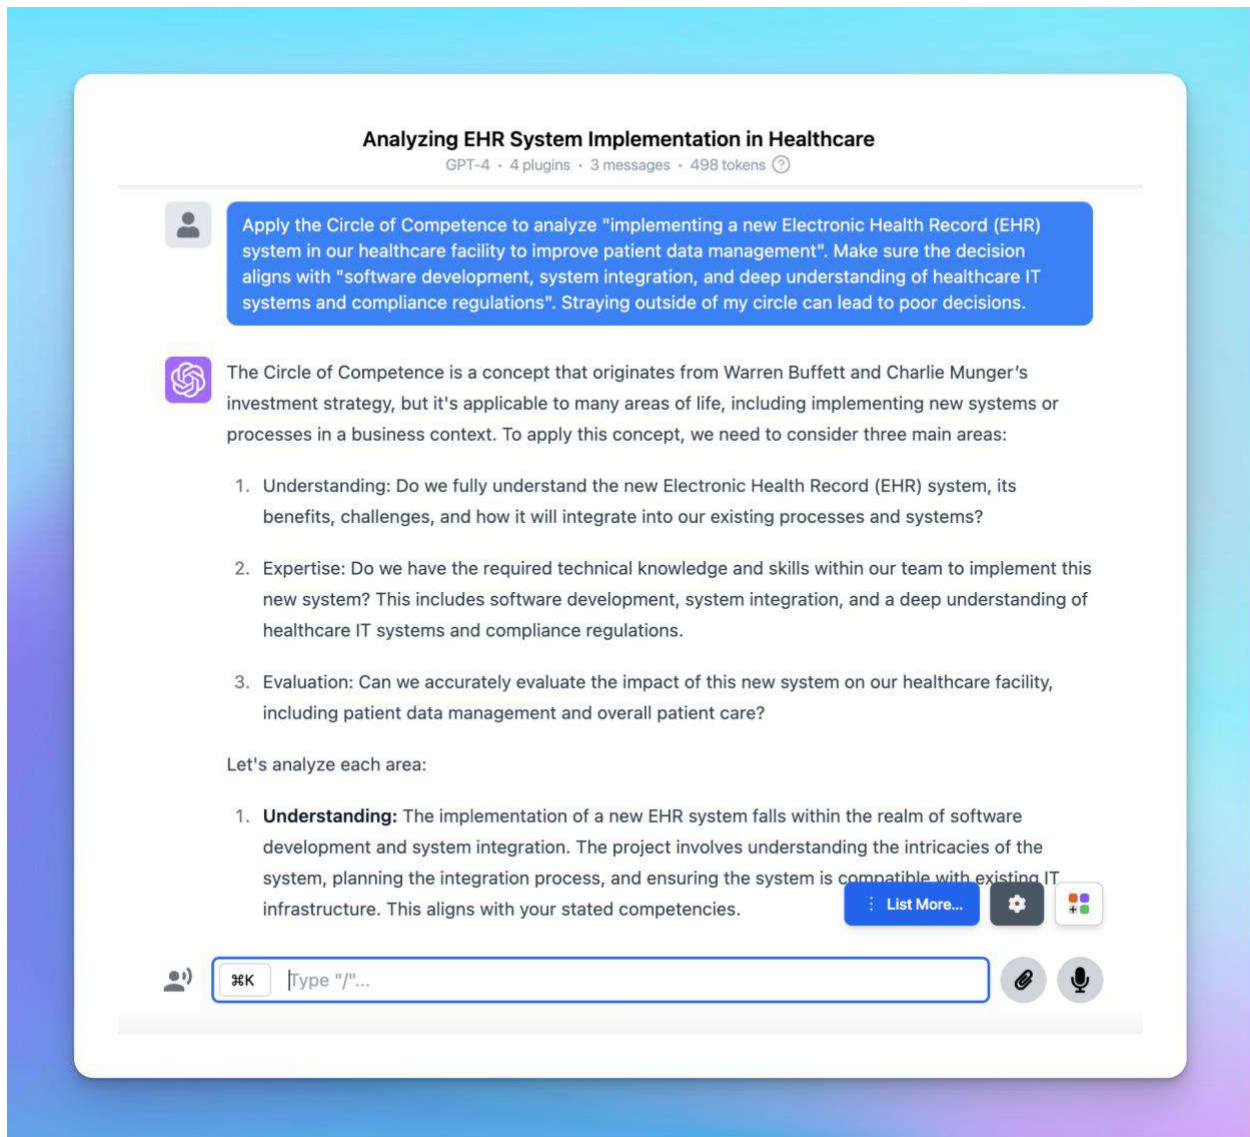 Analyzing EHR System Implementation in Healthcare
GPT-4 • 4 plugins • 3 messages • 498 tokens ?
Apply the Circle of Competence to analyze "implementing a new Electronic Health Record (EHR)
system in our healthcare facility to improve patient data management". Make sure the decision
aligns with "software development, system integration, and deep understanding of healthcare IT
systems and compliance regulations". Straying outside of my circle can lead to poor decisions.
The Circle of Competence is a concept that originates from Warren Buffett and Charlie Munger's
investment strategy, but it's applicable to many areas of life, including implementing new systems or
processes in a business context. To apply this concept, we need to consider three main areas:
1. Understanding: Do we fully understand the new Electronic Health Record (EHR) system, its
benefits, challenges, and how it will integrate into our existing processes and systems?
2. Expertise: Do we have the required technical knowledge and skills within our team to implement this
new system? This includes software development, system integration, and a deep understanding of
healthcare IT systems and compliance regulations.
3. Evaluation: Can we accurately evaluate the impact of this new system on our healthcare facility,
including patient data management and overall patient care?
Let's analyze each area:
1. Understanding: The implementation of a new EHR system falls within the realm of software
development and system integration. The project involves understanding the intricacies of the
system, planning the integration process, and ensuring the system is compatible with existing IT
infrastructure. This aligns with your stated competencies.
List More...
⌘K Type "/"...